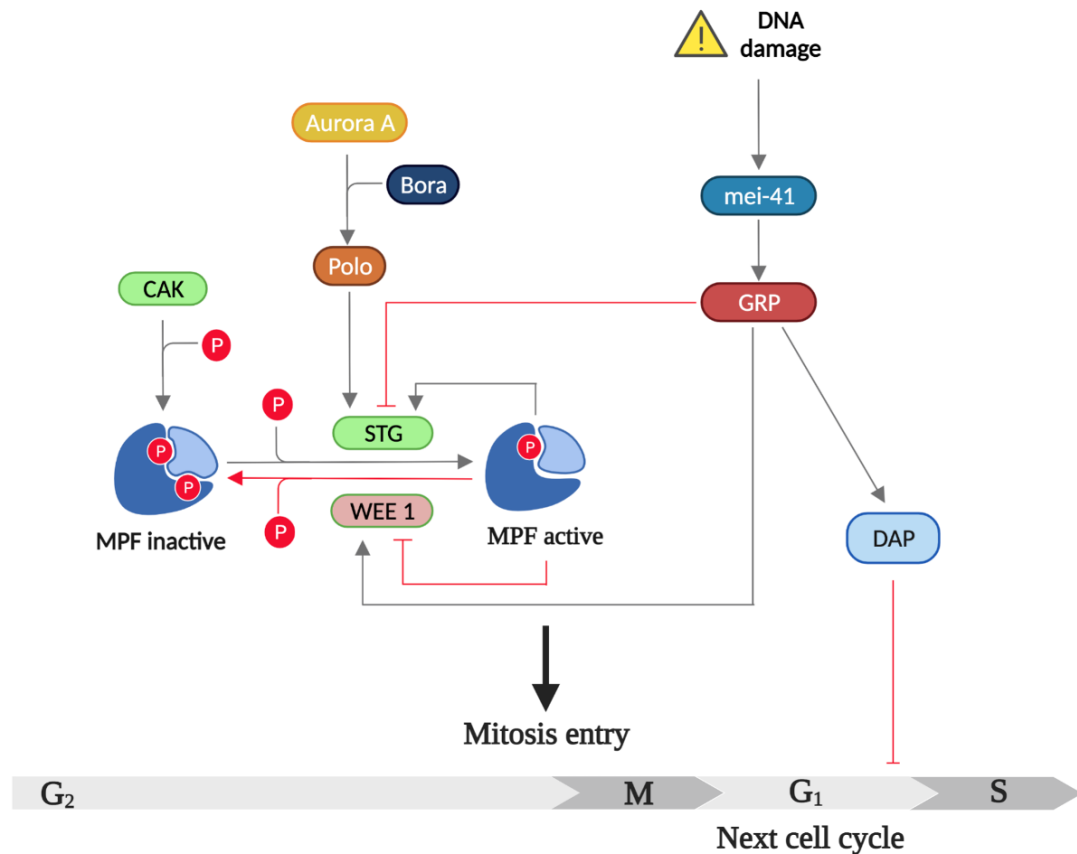 DNA
damage
Aurora A
Bora
mei-41
Polo
CAK
GRP
P
P
STG
P
P
P
WEE 1
P
MPF inactive
MPF active
DAP
Mitosis entry
G₂
M
G₁
S
Next cell cycle